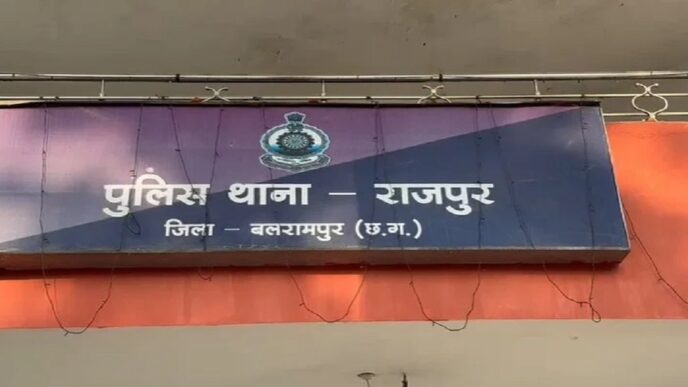 पुलिस थाना – राजपुर
जिला – बलरामपुर (छ.ग.)